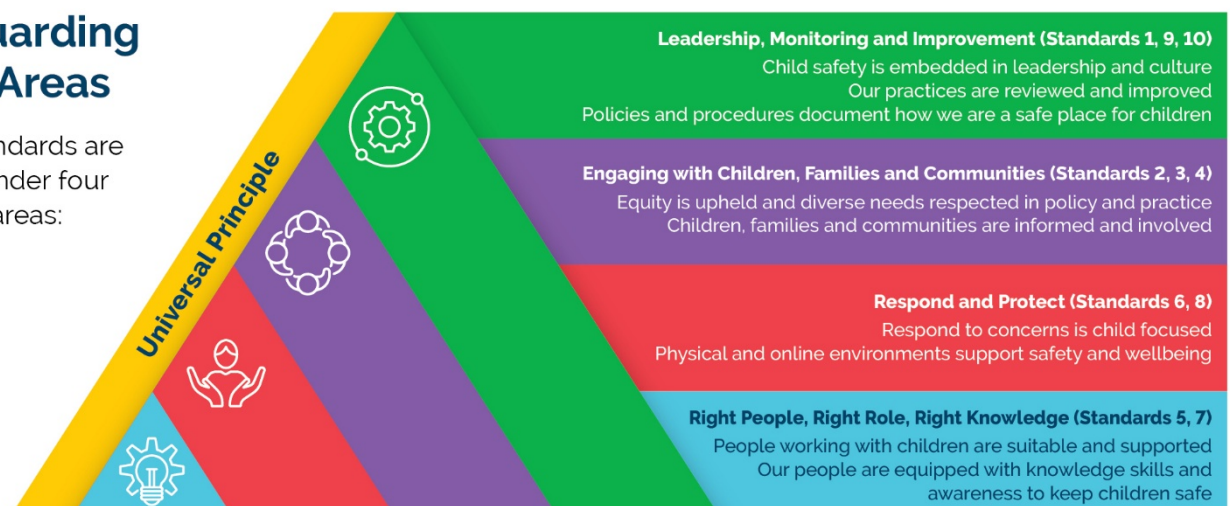 Areas
are
under four
areas:
Universal Principle
Leadership, Monitoring and Improvement (Standards 1, 9, 10)
Child safety is embedded in leadership and culture
Our practices are reviewed and improved
Policies and procedures document how we are a safe place for children
Engaging with Children, Families and Communities (Standards 2, 3, 4)
Equity is upheld and diverse needs respected in policy and practice
Children, families and communities are informed and involved
Respond and Protect (Standards 6, 8)
Respond to concerns is child focused
Physical and online environments support safety and wellbeing
Right People, Right Role, Right Knowledge (Standards 5, 7)
People working with children are suitable and supported
Our people are equipped with knowledge skills and
awareness to keep children safe